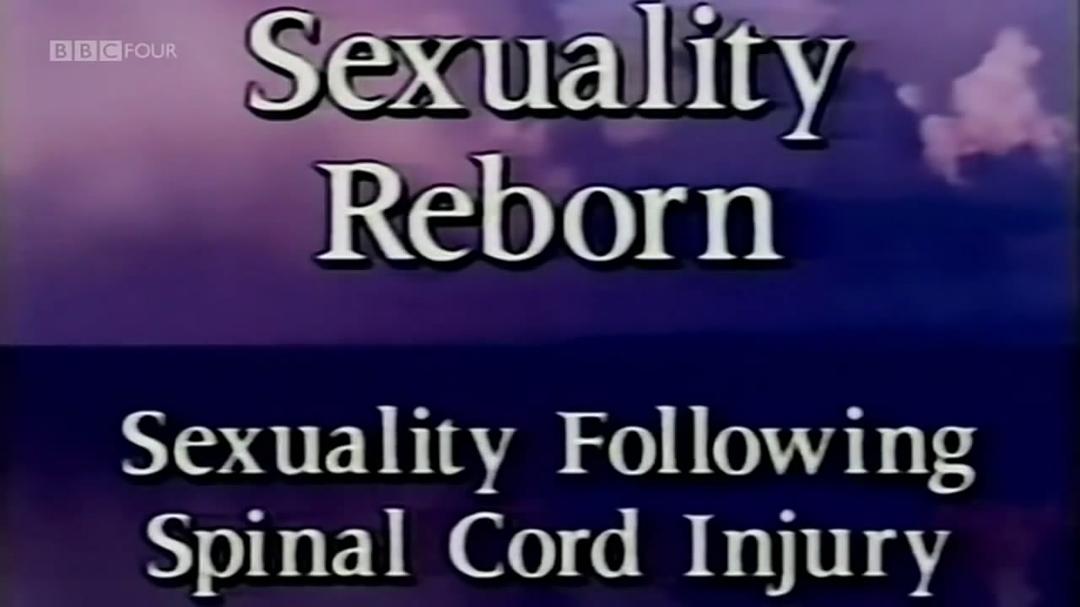 BBC FOUR
Sexuality
Reborn
Sexuality Following
Spinal Cord Injury